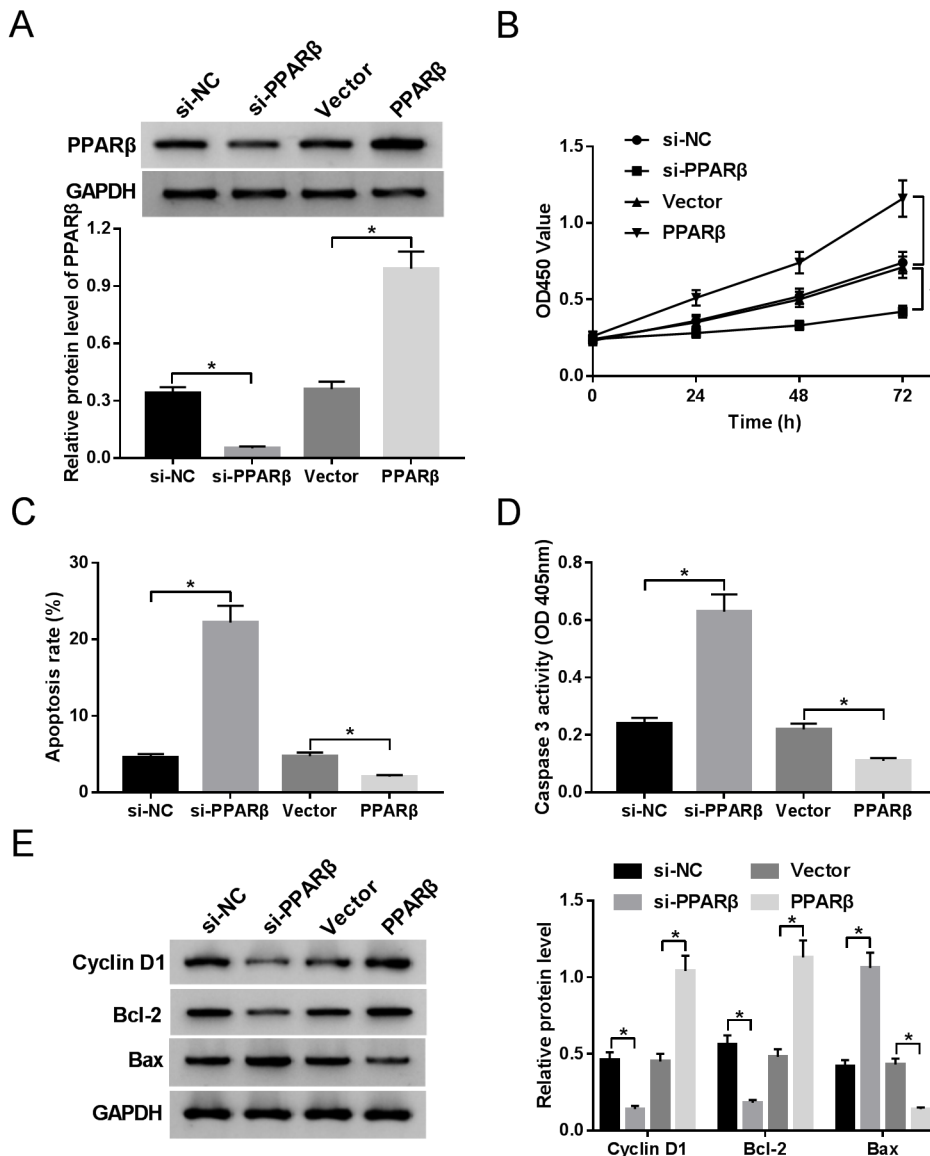 A
si-NC
si-PPARβ
Vector
PPARβ
PPARβ
GAPDH
Relative protein level of PPARβ
1.2
0.9
0.6
0.3
0.0
*
*
si-NC si-PPARβ Vector PPARβ
B
OD450 Value
1.5
1.0
0.5
0.0
si-NC
si-PPARβ
Vector
PPARβ
0 24 48 72
Time (h)
C
Apoptosis rate (%)
30
20
10
0
*
*
si-NC si-PPARβ Vector PPARβ
D
Caspase 3 activity (OD 405nm)
0.8
0.6
0.4
0.2
0.0
*
*
si-NC si-PPARβ Vector PPARβ
E
si-NC
si-PPARβ
Vector
PPARβ
Cyclin D1
Bcl-2
Bax
GAPDH
si-NC Vector
si-PPARβ PPARβ
Relative protein level
1.5
1.0
0.5
0.0
* *
* *
* *
Cyclin D1 Bcl-2 Bax